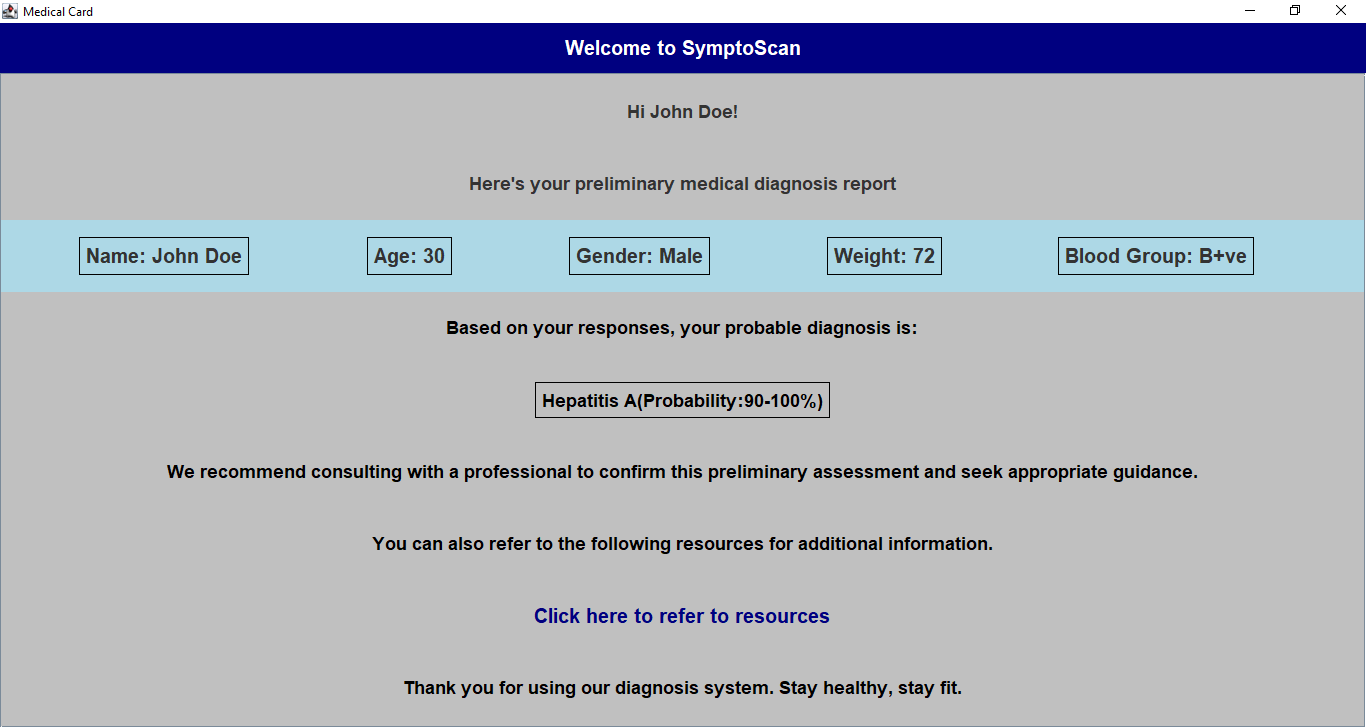 Medical Card
Welcome to SymptoScan
Hi John Doe!
Here's your preliminary medical diagnosis report
Name: John Doe Age: 30 Gender: Male Weight: 72 Blood Group: B+ve
Based on your responses, your probable diagnosis is:
Hepatitis A(Probability:90-100%)
We recommend consulting with a professional to confirm this preliminary assessment and seek appropriate guidance.
You can also refer to the following resources for additional information.
Click here to refer to resources
Thank you for using our diagnosis system. Stay healthy, stay fit.